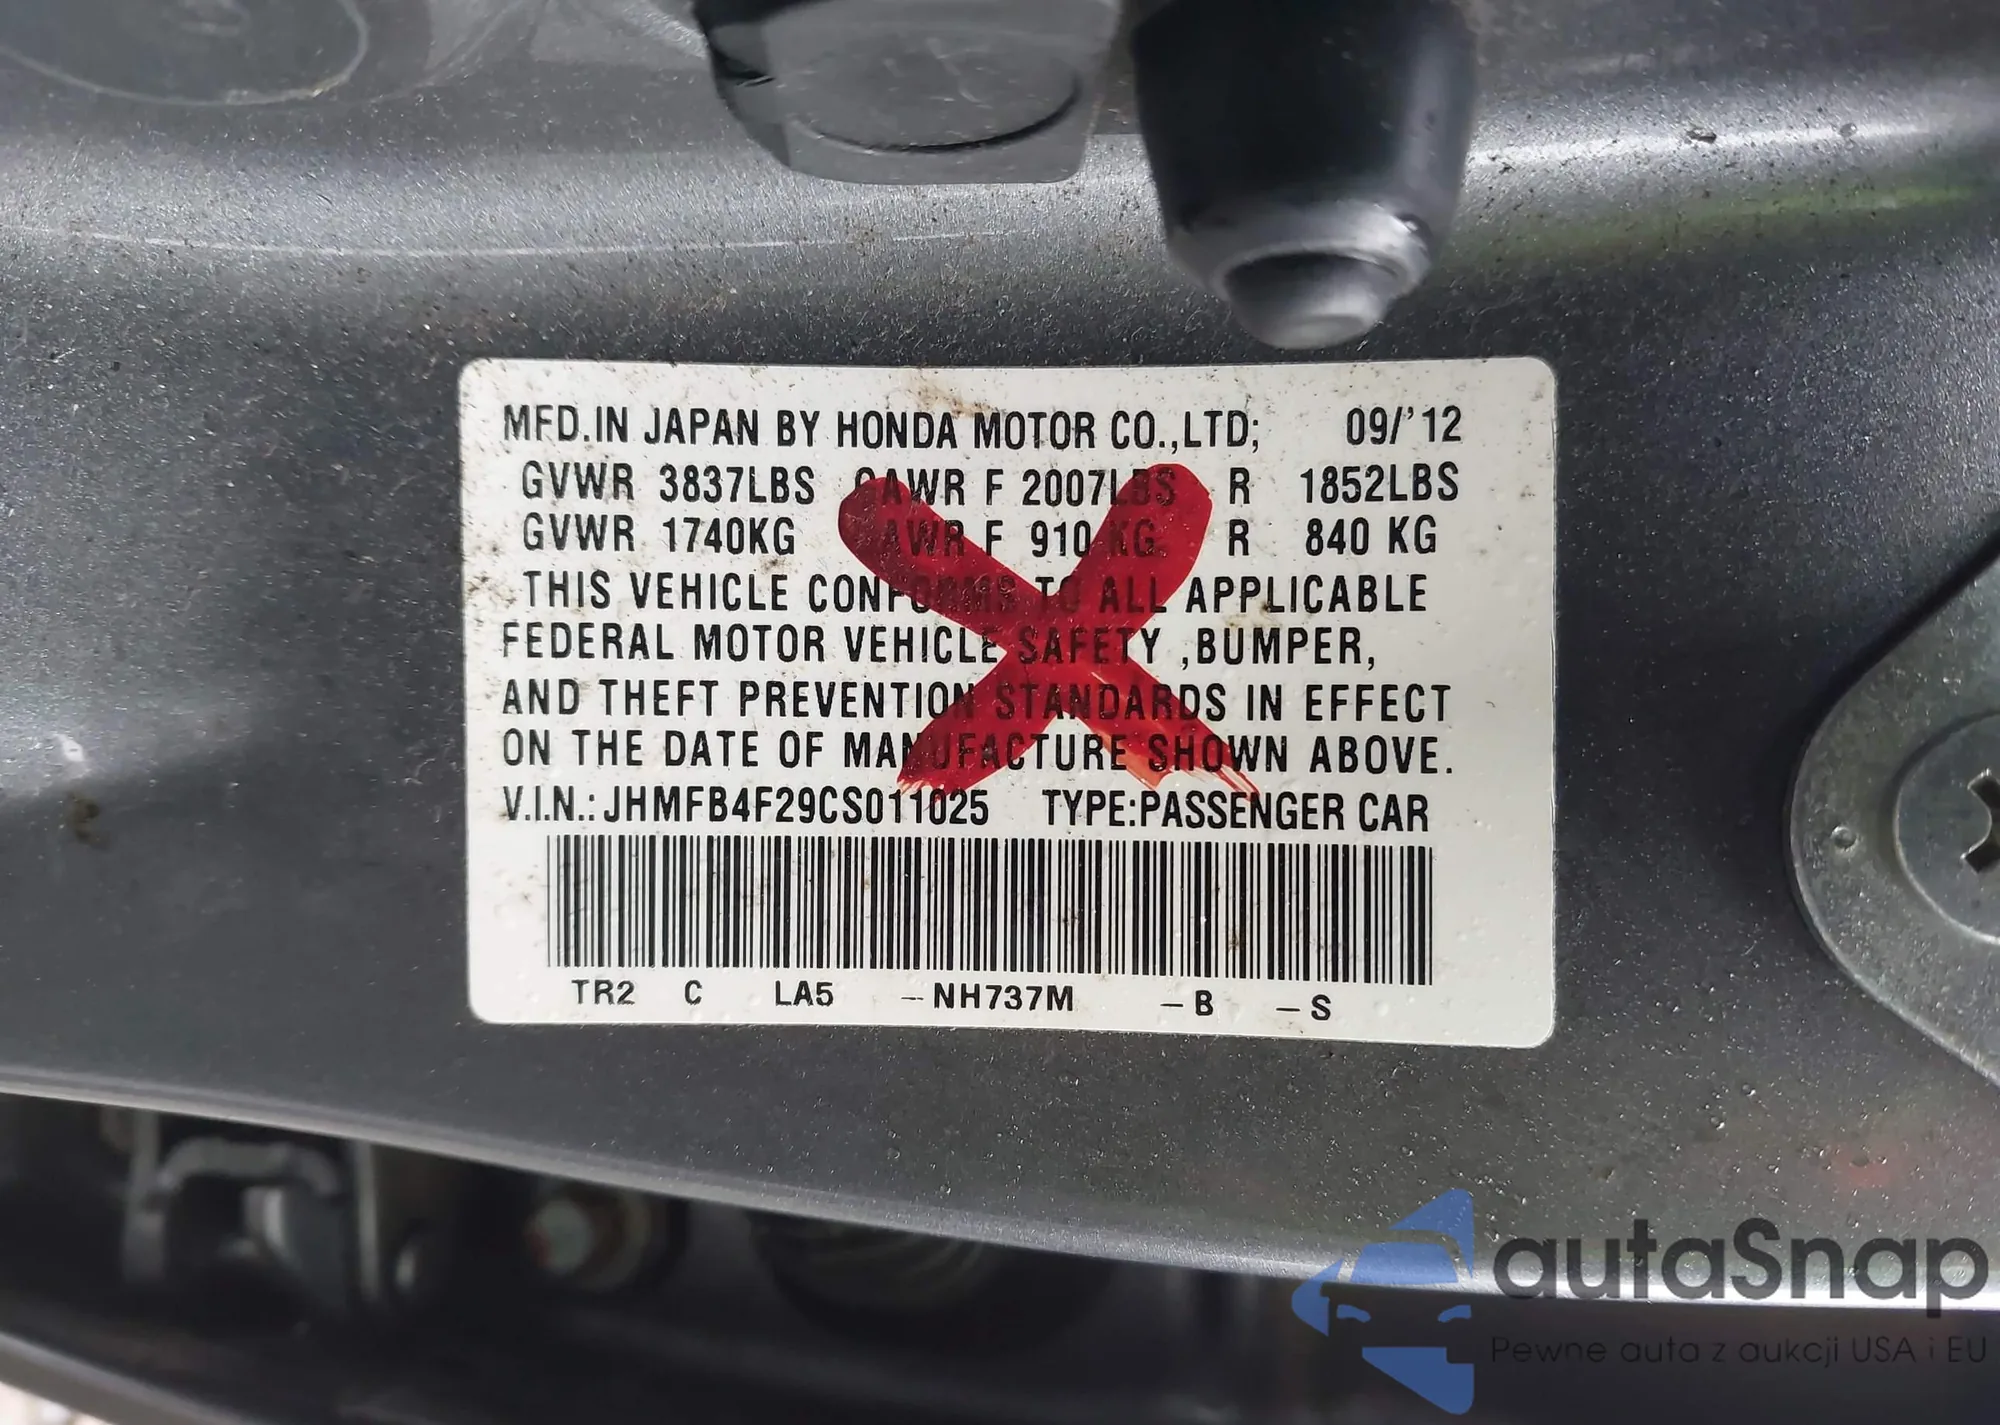 MFD.IN JAPAN BY HONDA MOTOR CO.,LTD; 09/'12
GVWR 3837LBS GAWR F 2007LBS R 1852LBS
GVWR 1740KG GAWR F 910 KG R 840 KG
THIS VEHICLE CONFORMS TO ALL APPLICABLE
FEDERAL MOTOR VEHICLE SAFETY ,BUMPER,
AND THEFT PREVENTION STANDARDS IN EFFECT
ON THE DATE OF MANUFACTURE SHOWN ABOVE.
V.I.N.: JHMFB4F29CS011025 TYPE:PASSENGER CAR
TR2 C LA5 -NH737M -B -S
autaSnap
Pewne auta z aukcji USA i EU